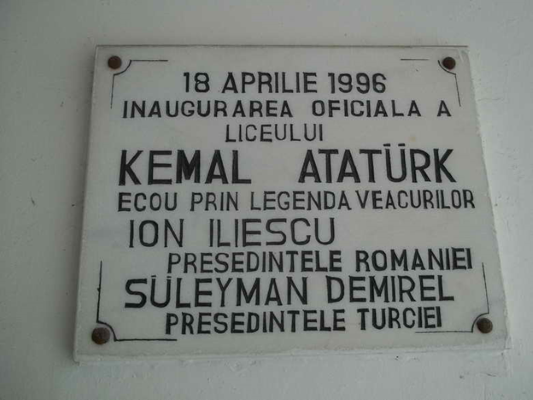 18 APRILIE 1996
INAUGURAREA OFICIALA A
LICEULUI
KEMAL ATATÜRK
ECOU PRIN LEGENDA VEACURILOR
ION ILIESCU
PRESEDINTELE ROMANIEI
SÜLEYMAN DEMIREL
PRESEDINTELE TURCIEI